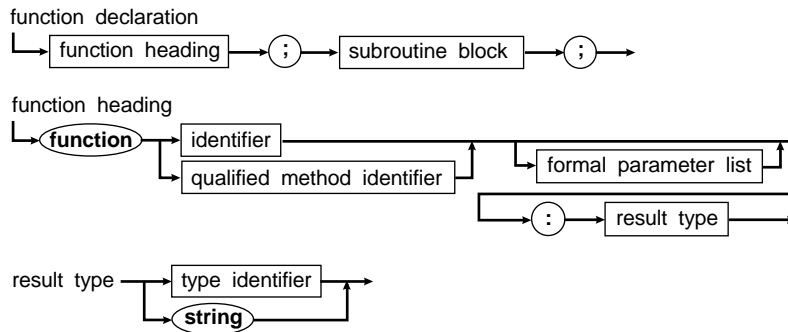 function declaration
function heading ; subroutine block ;
function heading
function identifier
qualified method identifier formal parameter list
: result type
result type type identifier
string